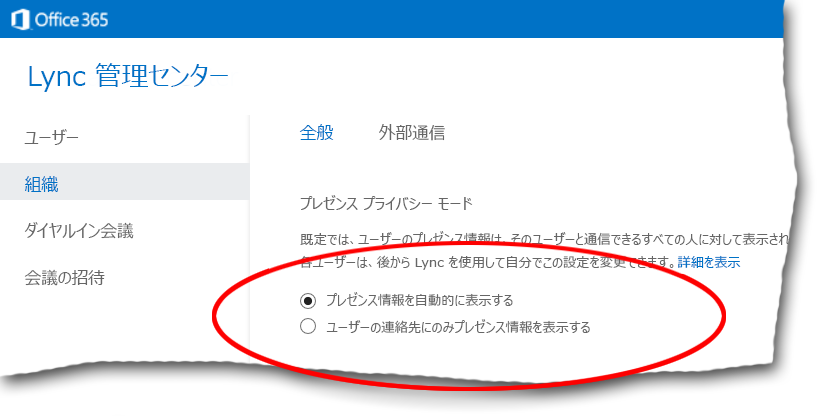 Office 365
Lync 管理センター
ユーザー
組織
ダイヤルイン会議
会議の招待
全般 外部通信
プレゼンス プライバシー モード
既定では、ユーザーのプレゼンス情報は、そのユーザーと通信できるすべての人に対して表示され
各ユーザーは、後から Lync を使用して自分でこの設定を変更できます。詳細を表示
プレゼンス情報を自動的に表示する
ユーザーの連絡先にのみプレゼンス情報を表示する